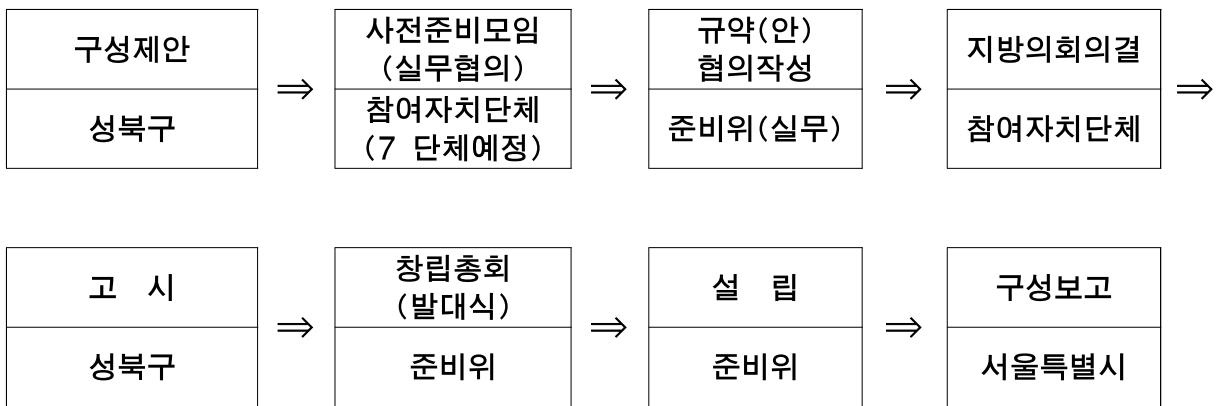 구성제안
성북구
⇒
사전준비모임
(실무협의)
참여자치단체
(7 단체예정)
⇒
규약(안)
협의작성
준비위(실무)
⇒
지방의회의결
참여자치단체
⇒
고 시
성북구
⇒
창립총회
(발대식)
준비위
⇒
설 립
준비위
⇒
구성보고
서울특별시